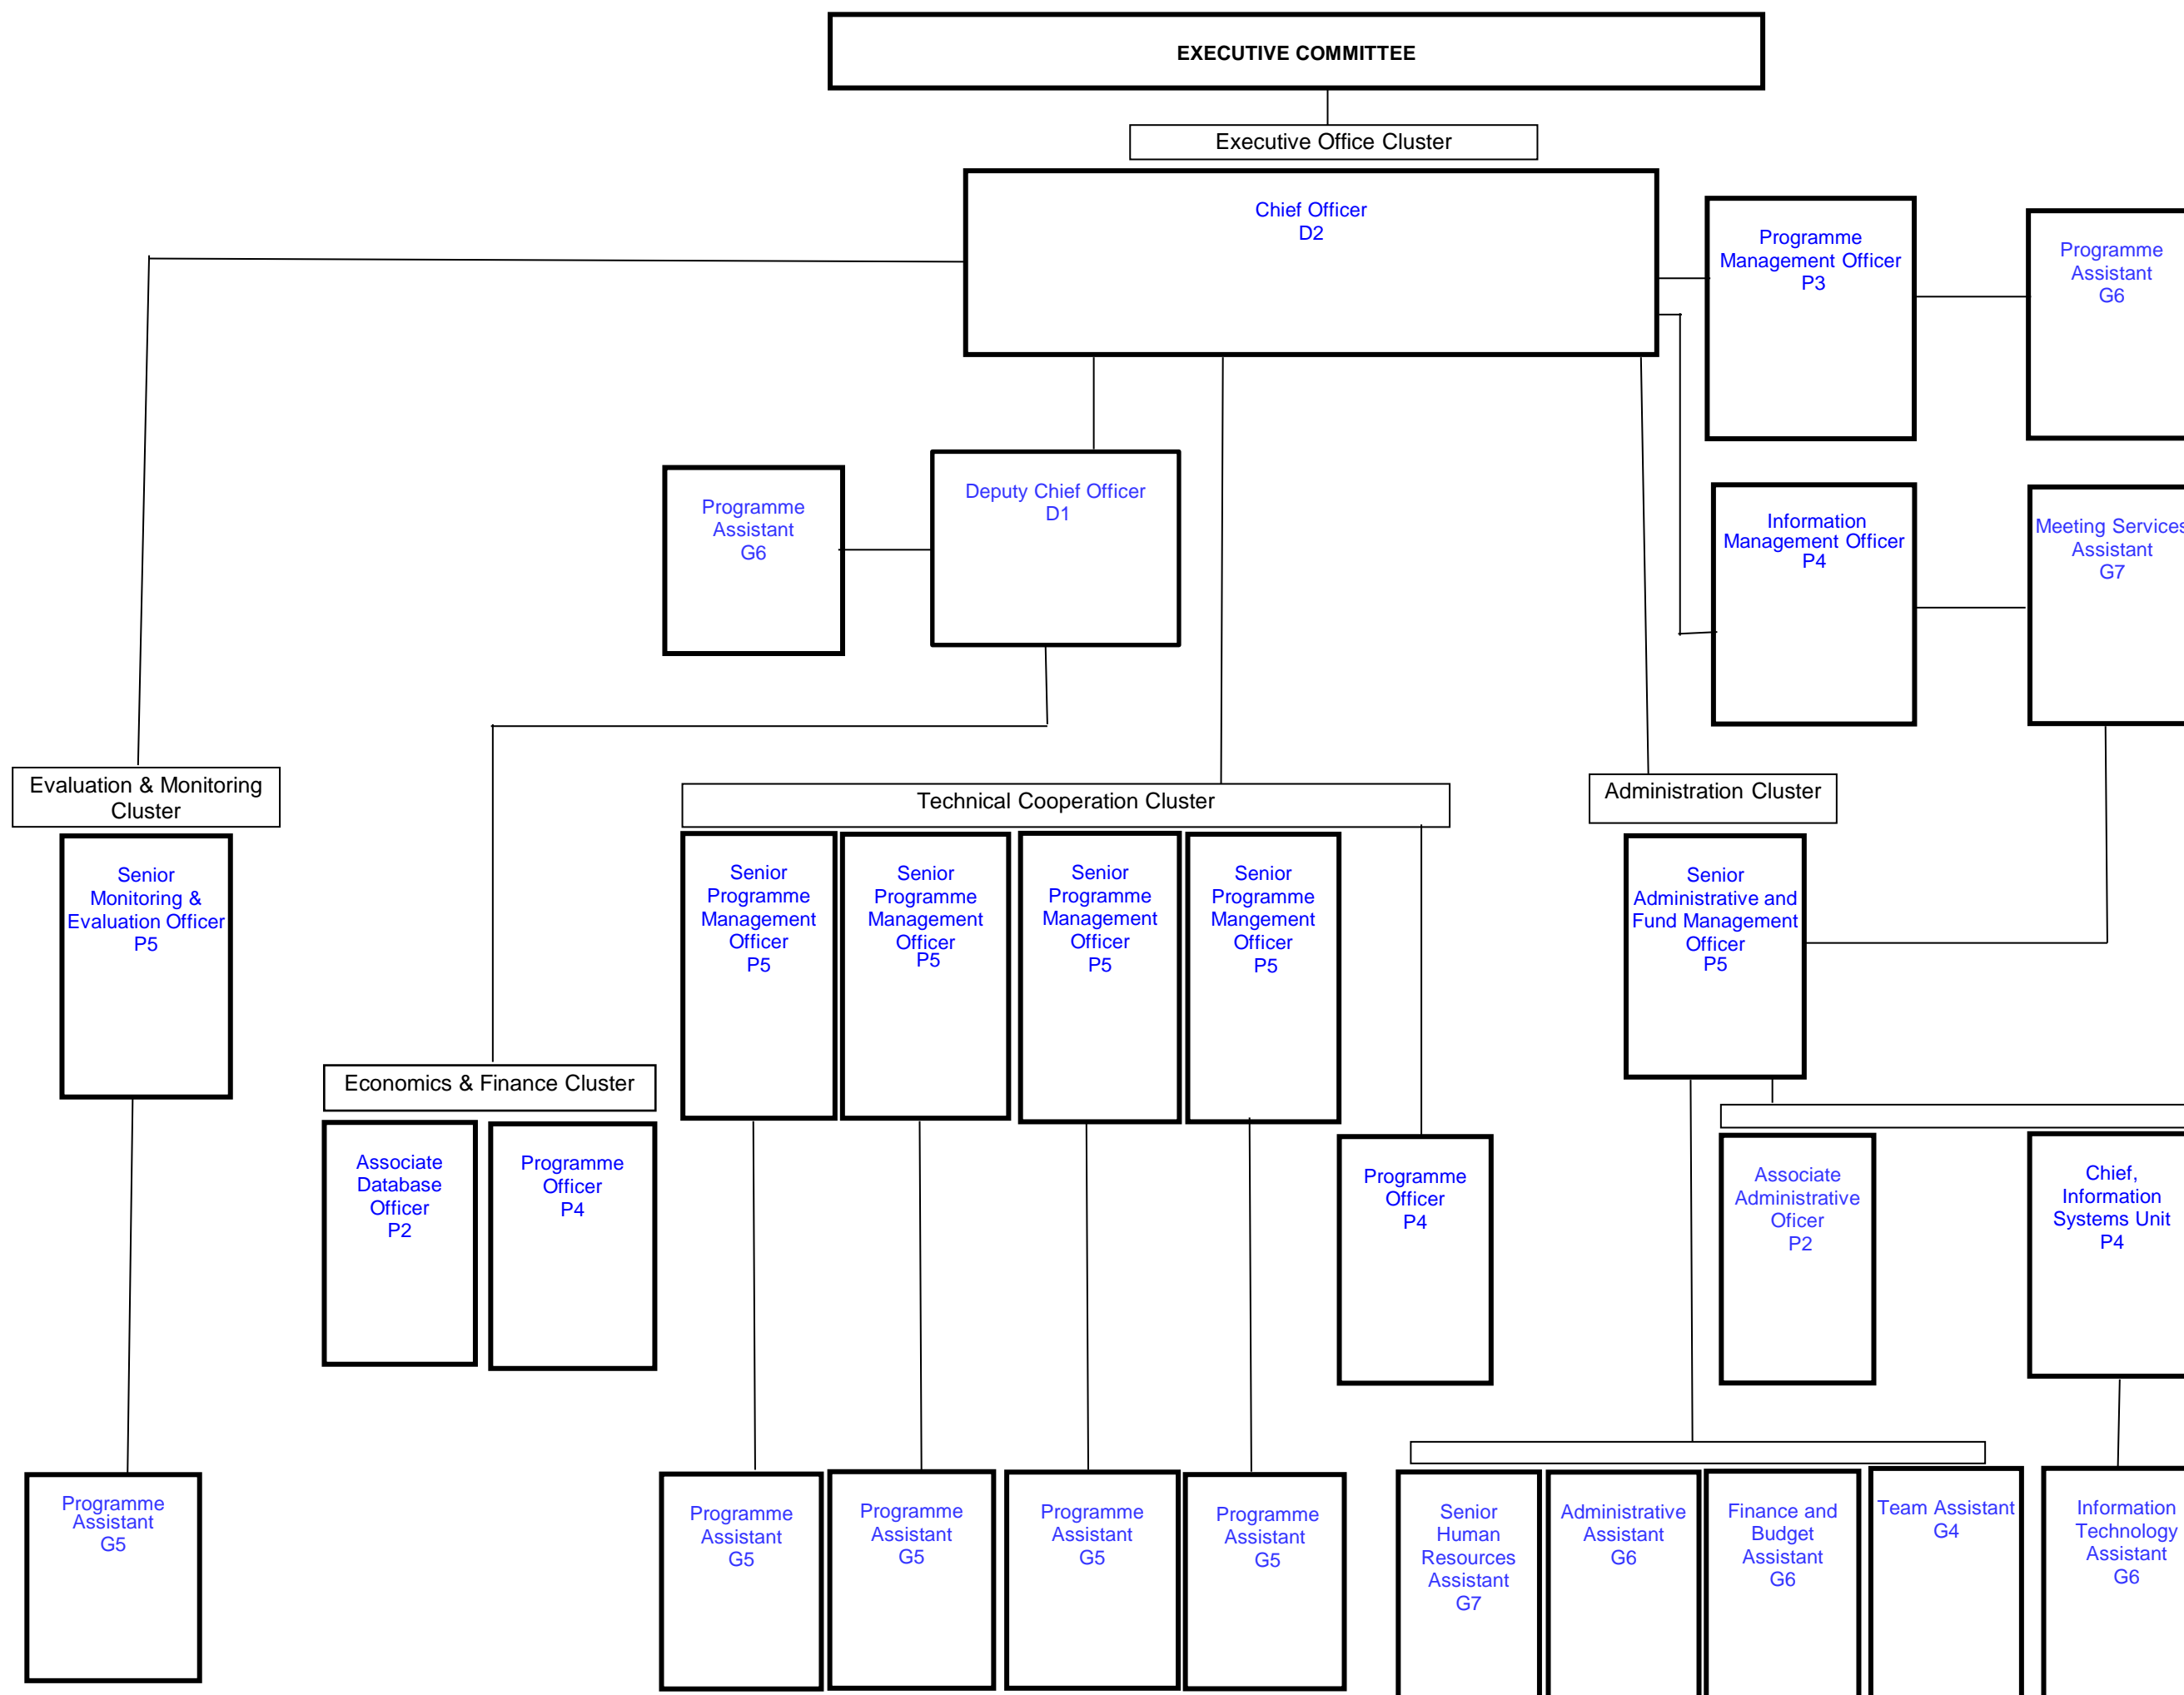 EXECUTIVE COMMITTEE
Executive Office Cluster
Chief Officer
D2
Programme
Management Officer
P3
Programme
Assistant
G6
Programme
Assistant
G6
Deputy Chief Officer
D1
Information
Management Officer
P4
Meeting Services
Assistant
G7
Evaluation & Monitoring
Cluster
Technical Cooperation Cluster
Administration Cluster
Senior
Monitoring &
Evaluation Officer
P5
Senior
Programme
Management
Officer
P5
Senior
Programme
Management
Officer
P5
Senior
Programme
Management
Officer
P5
Senior
Programme
Mangement
Officer
P5
Senior
Administrative and
Fund Management
Officer
P5
Economics & Finance Cluster
Associate
Database
Officer
P2
Programme
Officer
P4
Programme
Officer
P4
Associate
Administrative
Oficer
P2
Chief,
Information
Systems Unit
P4
Programme
Assistant
G5
Programme
Assistant
G5
Programme
Assistant
G5
Programme
Assistant
G5
Programme
Assistant
G5
Senior
Human
Resources
Assistant
G7
Administrative
Assistant
G6
Finance and
Budget
Assistant
G6
Team Assistant
G4
Information
Technology
Assistant
G6